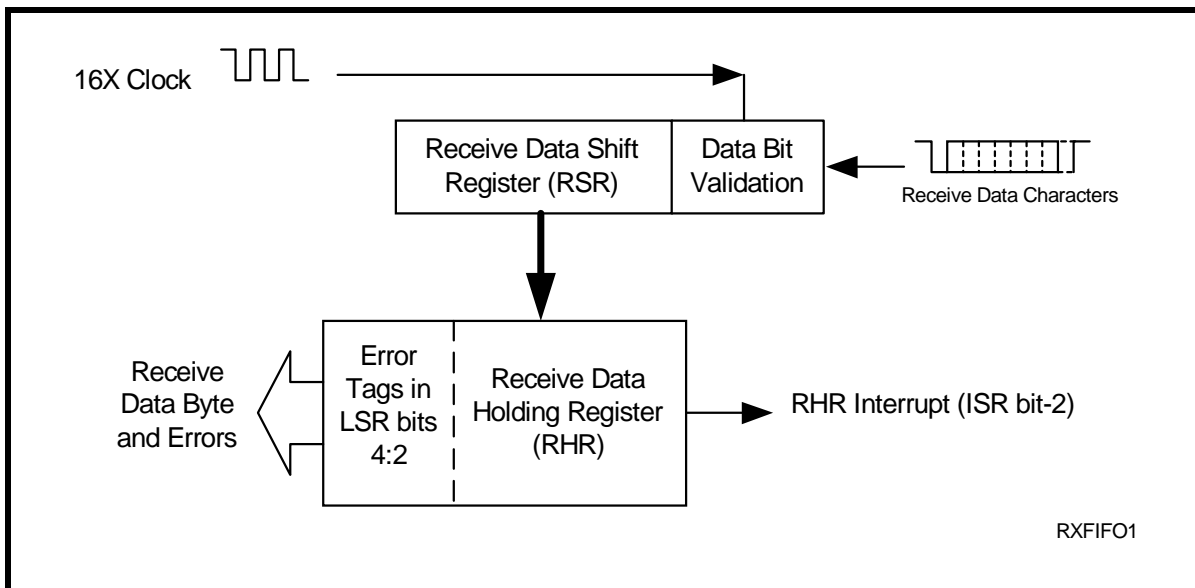 16X Clock
Receive Data Shift
Register (RSR)
Data Bit
Validation
Receive Data Characters
Receive
Data Byte
and Errors
Error
Tags in
LSR bits
4:2
Receive Data
Holding Register
(RHR)
RHR Interrupt (ISR bit-2)
RXFIFO1